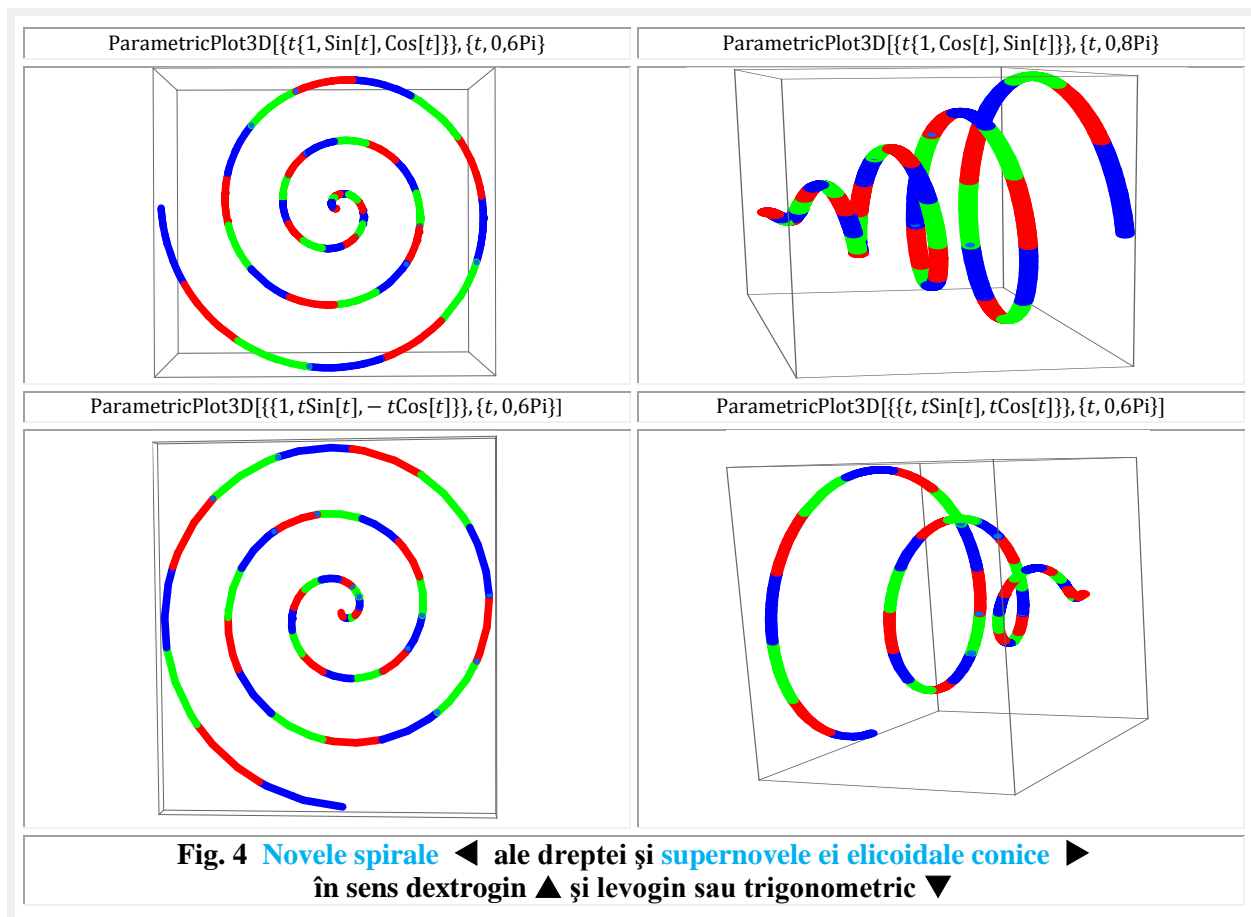 ParametricPlot3D[{t{1, Sin[t], Cos[t]}}, {t, 0,6Pi}
ParametricPlot3D[{t{1, Cos[t], Sin[t]}}, {t, 0,8Pi}
ParametricPlot3D[{{1, tSin[t], − tCos[t]}}, {t, 0,6Pi}]
ParametricPlot3D[{{t, tSin[t], tCos[t]}}, {t, 0,6Pi}]
Fig. 4 Novele spirale ◄ ale dreptei şi supernovele ei elicoidale conice ►
în sens dextrogin ▲ şi levogin sau trigonometric ▼